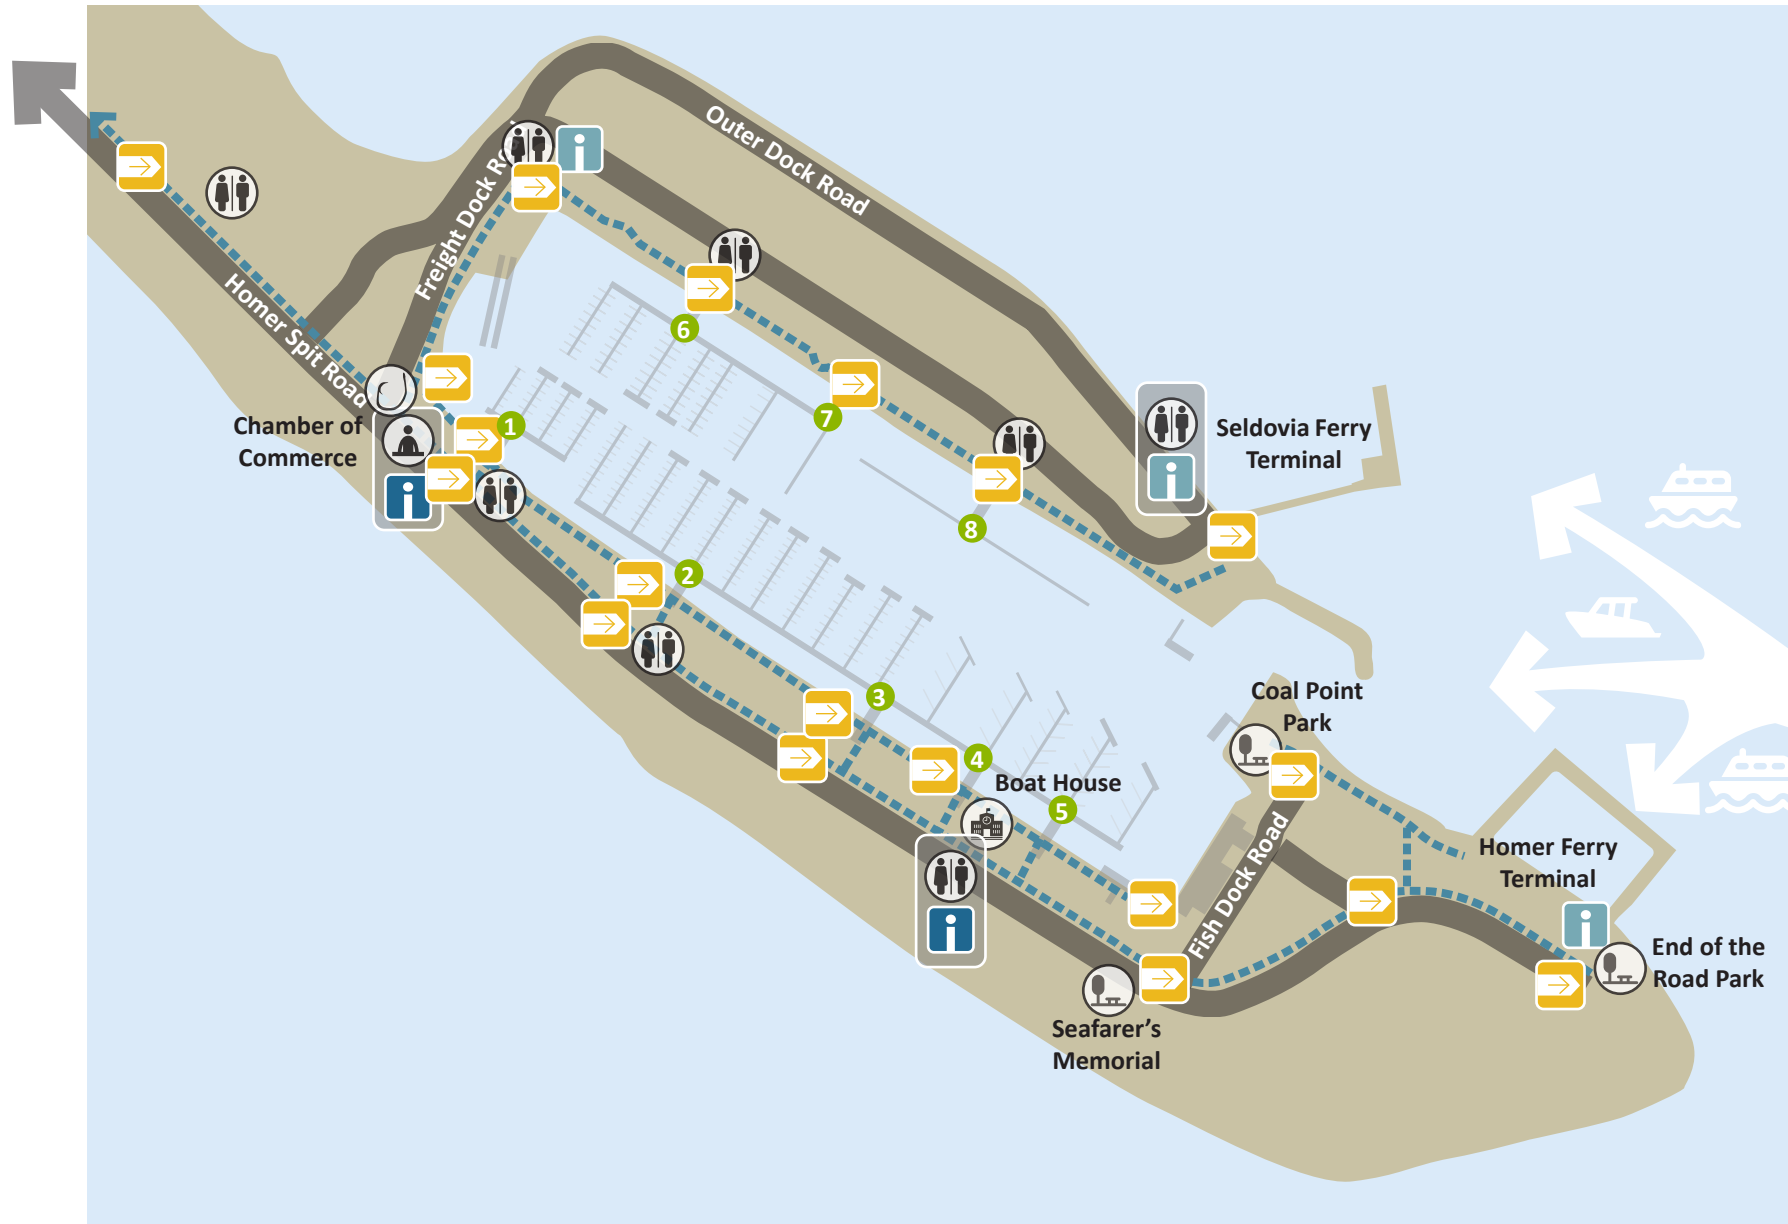 Outer Dock Road
Freight Dock Road
Homer Spit Road
Chamber of
Commerce
1
2
3
4
5
6
7
8
Seldovia Ferry
Terminal
Coal Point
Park
Boat House
Fish Dock Road
Homer Ferry
Terminal
End of the
Road Park
Seafarer's
Memorial
i
i
i
i
i